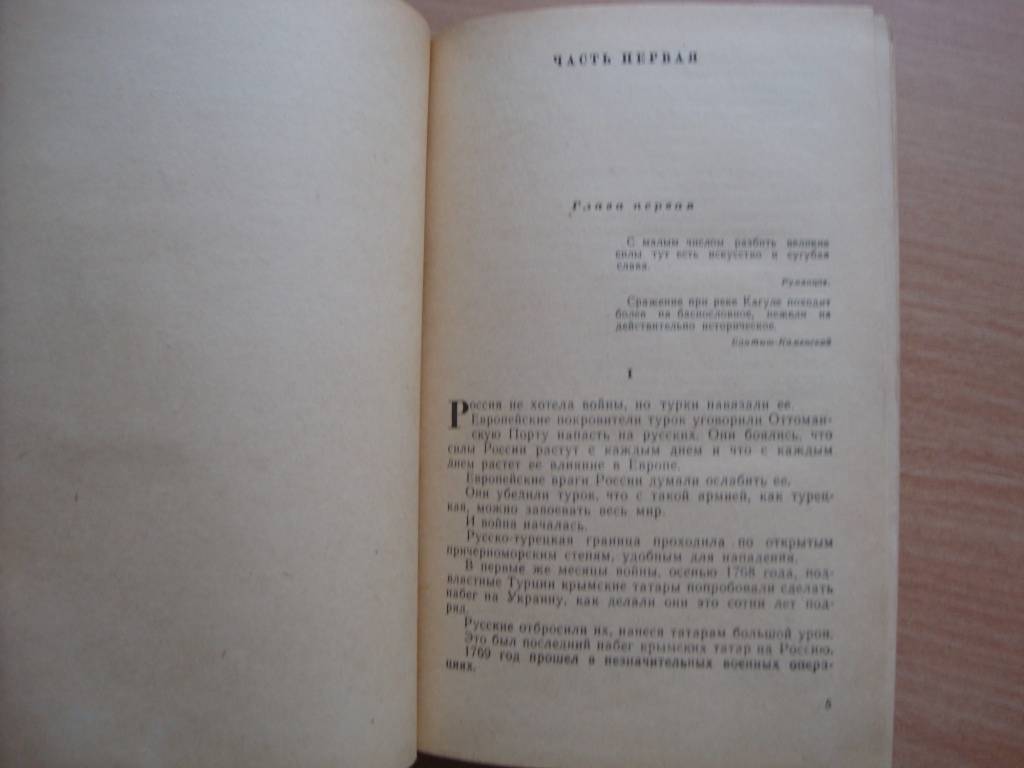 ЧАСТЬ ПЕРВАЯ
Глава первая
С малым числом разбить великие
силы тут есть искусство и сугубая
слава.
Румянцев.
Сражение при реке Кагуле походит
более на баснословное, нежели на
действительно историческое.
Бантыш-Каменский
I
Россия не хотела войны, но турки навязали ее.
Европейские покровители турок уговорили Оттоман-
скую Порту напасть на русских. Они боялись, что
силы России растут с каждым днем и что с каждым
днем растет ее влияние в Европе.
Европейские враги России думали ослабить ее.
Они убедили турок, что с такой армией, как турец-
кая, можно завоевать весь мир.
И война началась.
Русско-турецкая граница проходила по открытым
причерноморским степям, удобным для нападения.
В первые же месяцы войны, осенью 1768 года, под-
властные Турции крымские татары попробовали сделать
набег на Украину, как делали они это сотни лет под-
ряд.
Русские отбросили их, нанеся татарам большой урон.
Это был последний набег крымских татар на Россию.
1769 год прошел в незначительных военных опера-
циях.
5